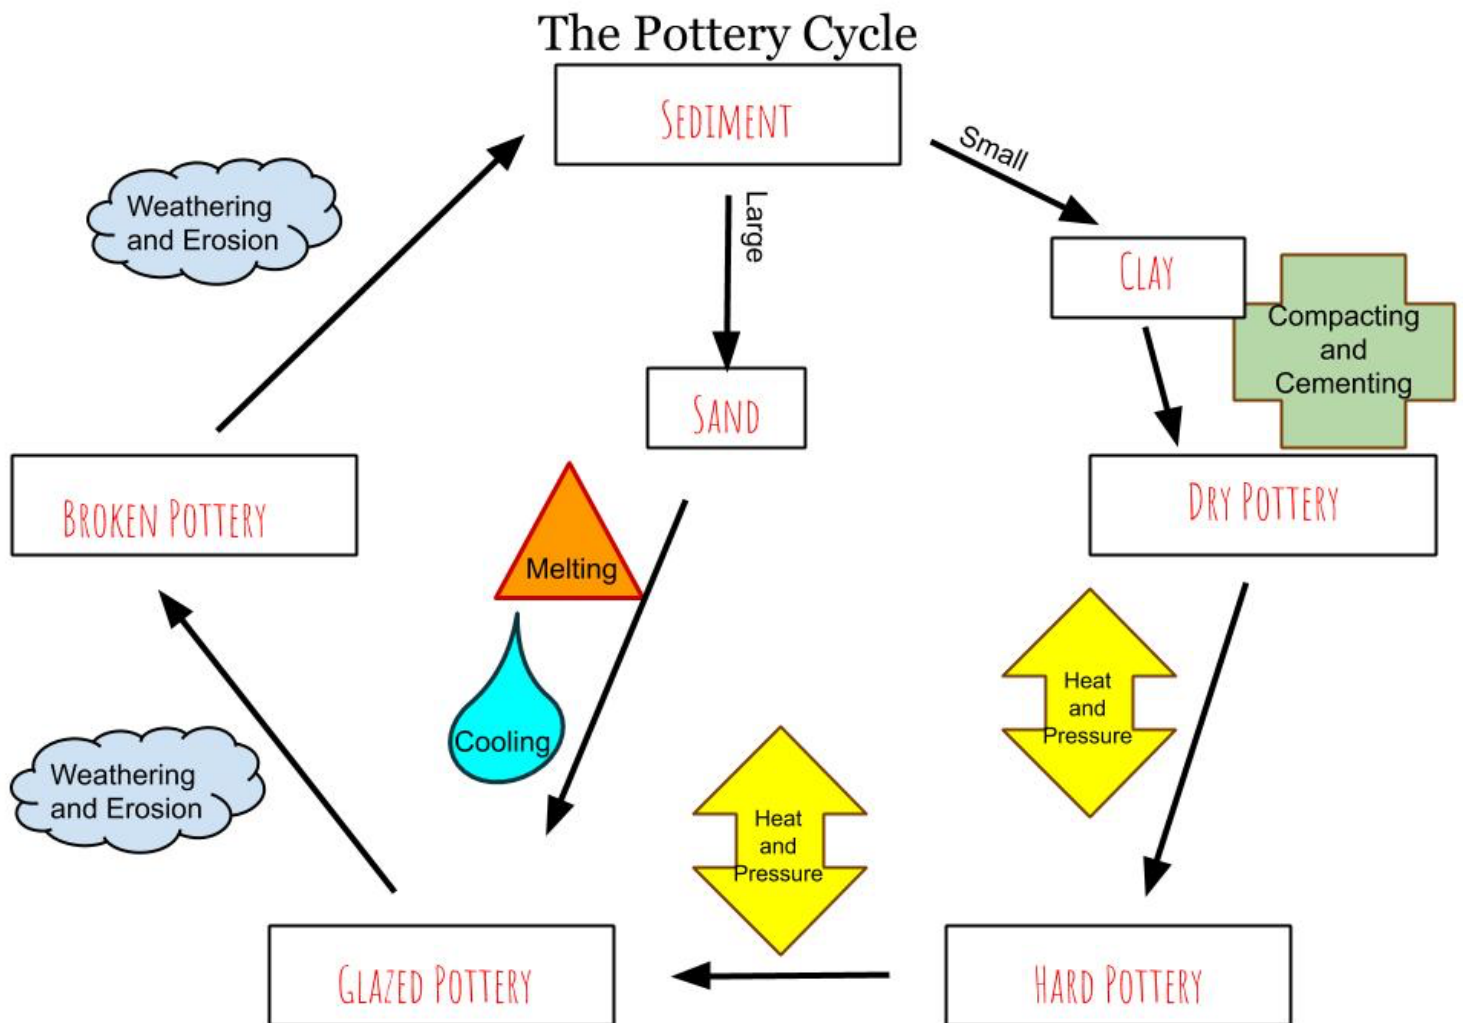 The Pottery Cycle
SEDIMENT
Small
Large
Weathering
and Erosion
CLAY
Compacting
and
Cementing
SAND
BROKEN POTTERY
DRY POTTERY
Melting
Cooling
Heat
and
Pressure
Weathering
and Erosion
Heat
and
Pressure
GLAZED POTTERY
HARD POTTERY